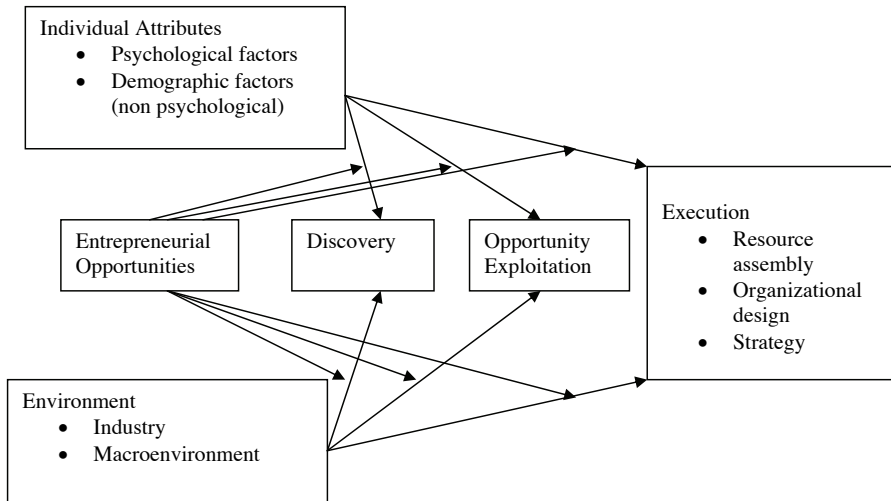 Individual Attributes
• Psychological factors
• Demographic factors
(non psychological)
Entrepreneurial
Opportunities
Discovery
Opportunity
Exploitation
Execution
• Resource
assembly
• Organizational
design
• Strategy
Environment
• Industry
• Macroenvironment